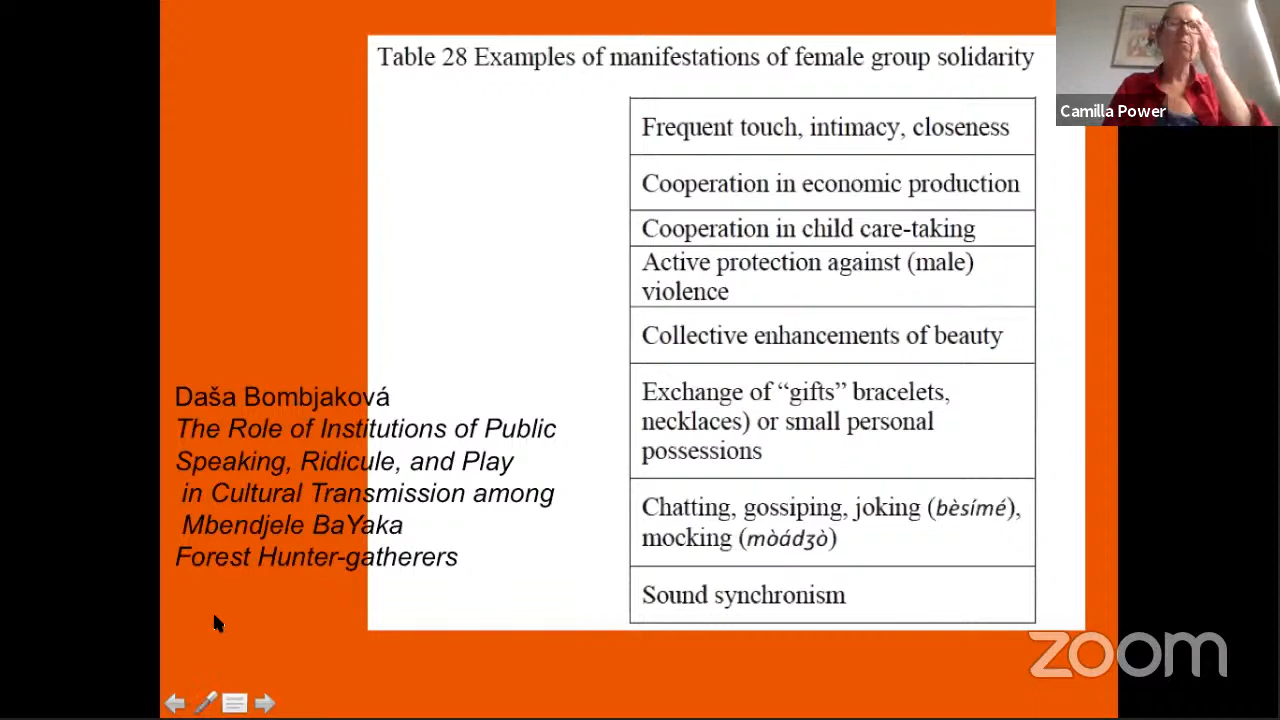 Table 28 Examples of manifestations of female group solidarity
Frequent touch, intimacy, closeness
Cooperation in economic production
Cooperation in child care-taking
Active protection against (male)
violence
Collective enhancements of beauty
Exchange of “gifts” bracelets,
necklaces) or small personal
possessions
Chatting, gossiping, joking (bèsímé),
mocking (mòádʒò)
Sound synchronism
Daša Bombjaková
The Role of Institutions of Public
Speaking, Ridicule, and Play
in Cultural Transmission among
Mbendjele BaYaka
Forest Hunter-gatherers
Camilla Power
zoom